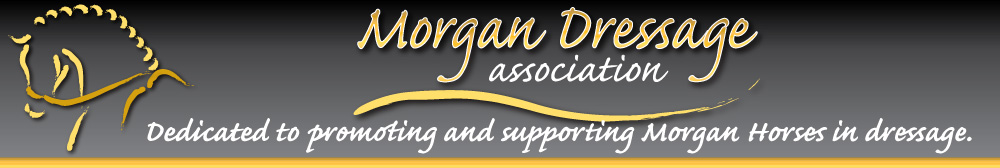 Morgan Dressage
association
Dedicated to promoting and supporting Morgan Horses in dressage.